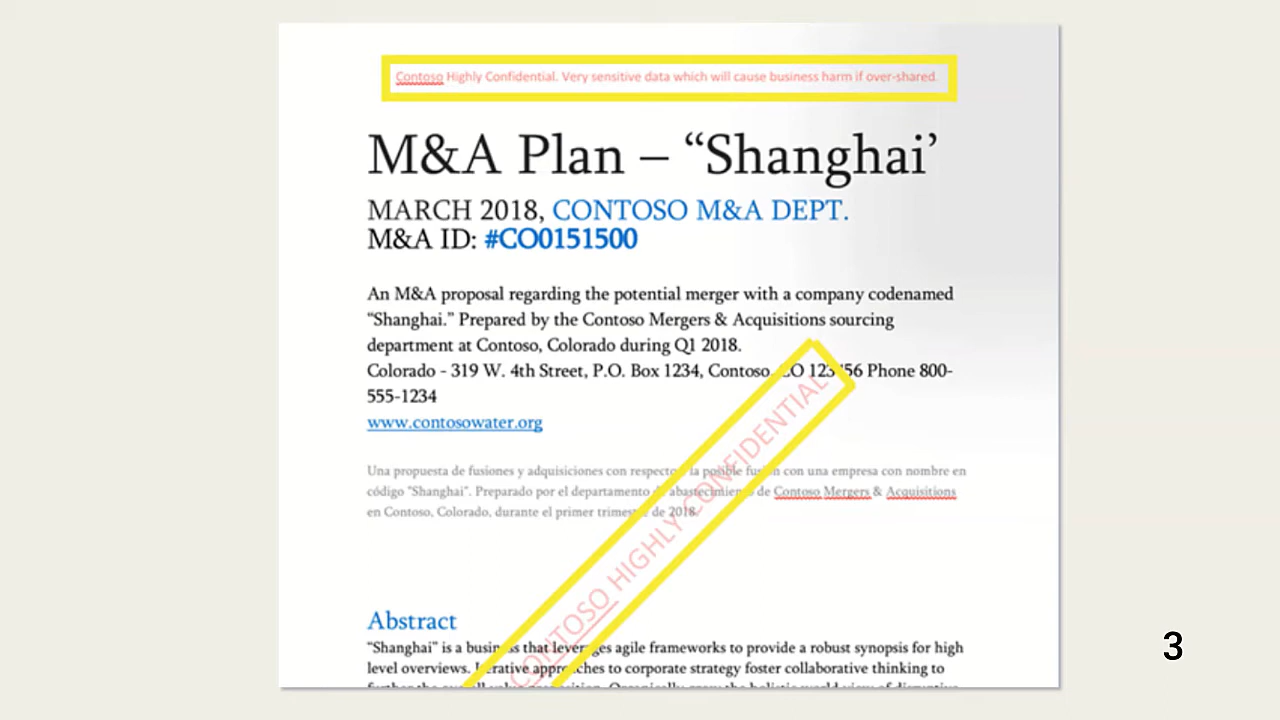 Contoso Highly Confidential. Very sensitive data which will cause business harm if over-shared.
M&A Plan – “Shanghai’
MARCH 2018, CONTOSO M&A DEPT.
M&A ID: #CO0151500
An M&A proposal regarding the potential merger with a company codenamed
“Shanghai.” Prepared by the Contoso Mergers & Acquisitions sourcing
department at Contoso, Colorado during Q1 2018.
Colorado - 319 W. 4th Street, P.O. Box 1234, Contoso, CO 123456 Phone 800-
555-1234
www.contosowater.org
Una propuesta de fusiones y adquisiciones con respecto a la posible fusión con una empresa con nombre en
código "Shanghai". Preparado por el departamento de abastecimiento de Contoso Mergers & Acquisitions
en Contoso, Colorado, durante el primer trimestre de 2018.
CONTOSO HIGHLY CONFIDENTIAL
Abstract
“Shanghai” is a business that leverages agile frameworks to provide a robust synopsis for high
level overviews. Iterative approaches to corporate strategy foster collaborative thinking to
3